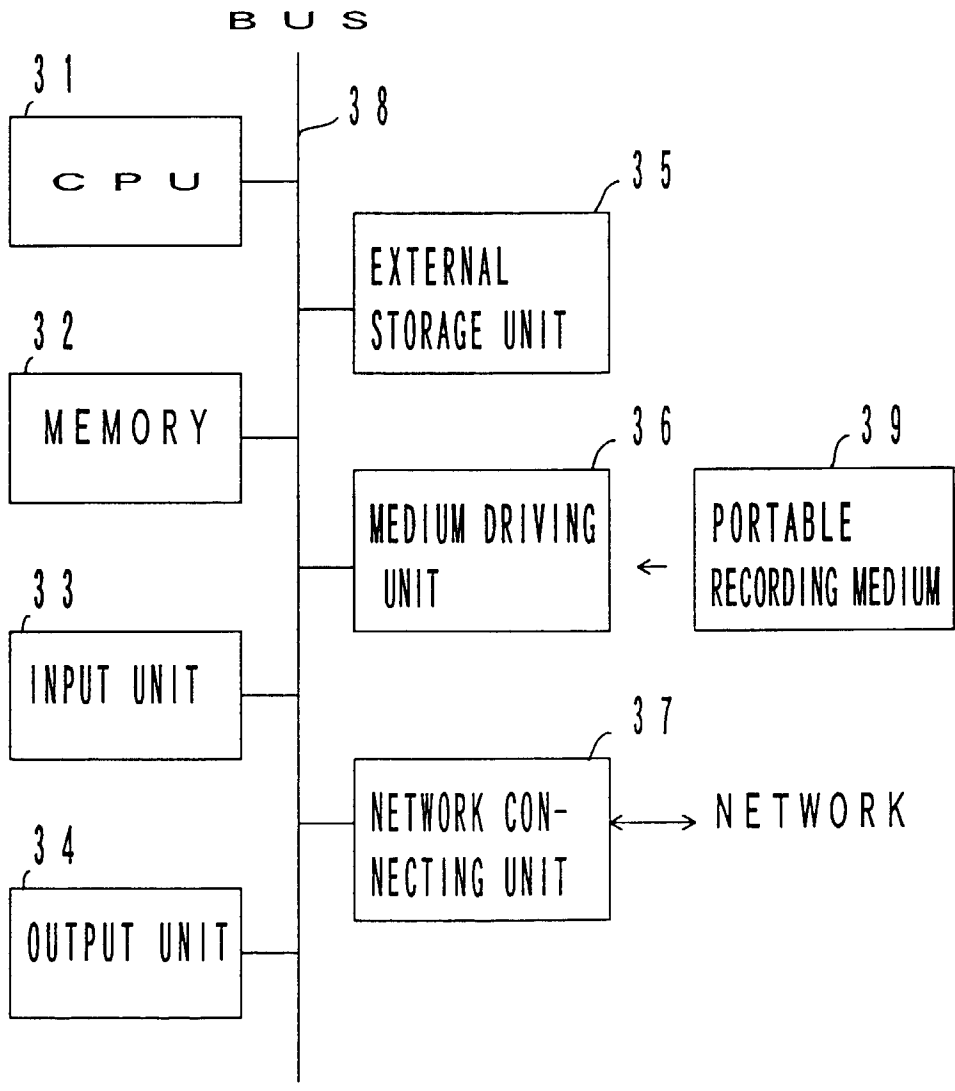 BUS
31
CPU
38
35
EXTERNAL
STORAGE UNIT
32
MEMORY
36
MEDIUM DRIVING
UNIT
39
PORTABLE
RECORDING MEDIUM
33
INPUT UNIT
37
NETWORK CON-
NECTING UNIT
NETWORK
34
OUTPUT UNIT